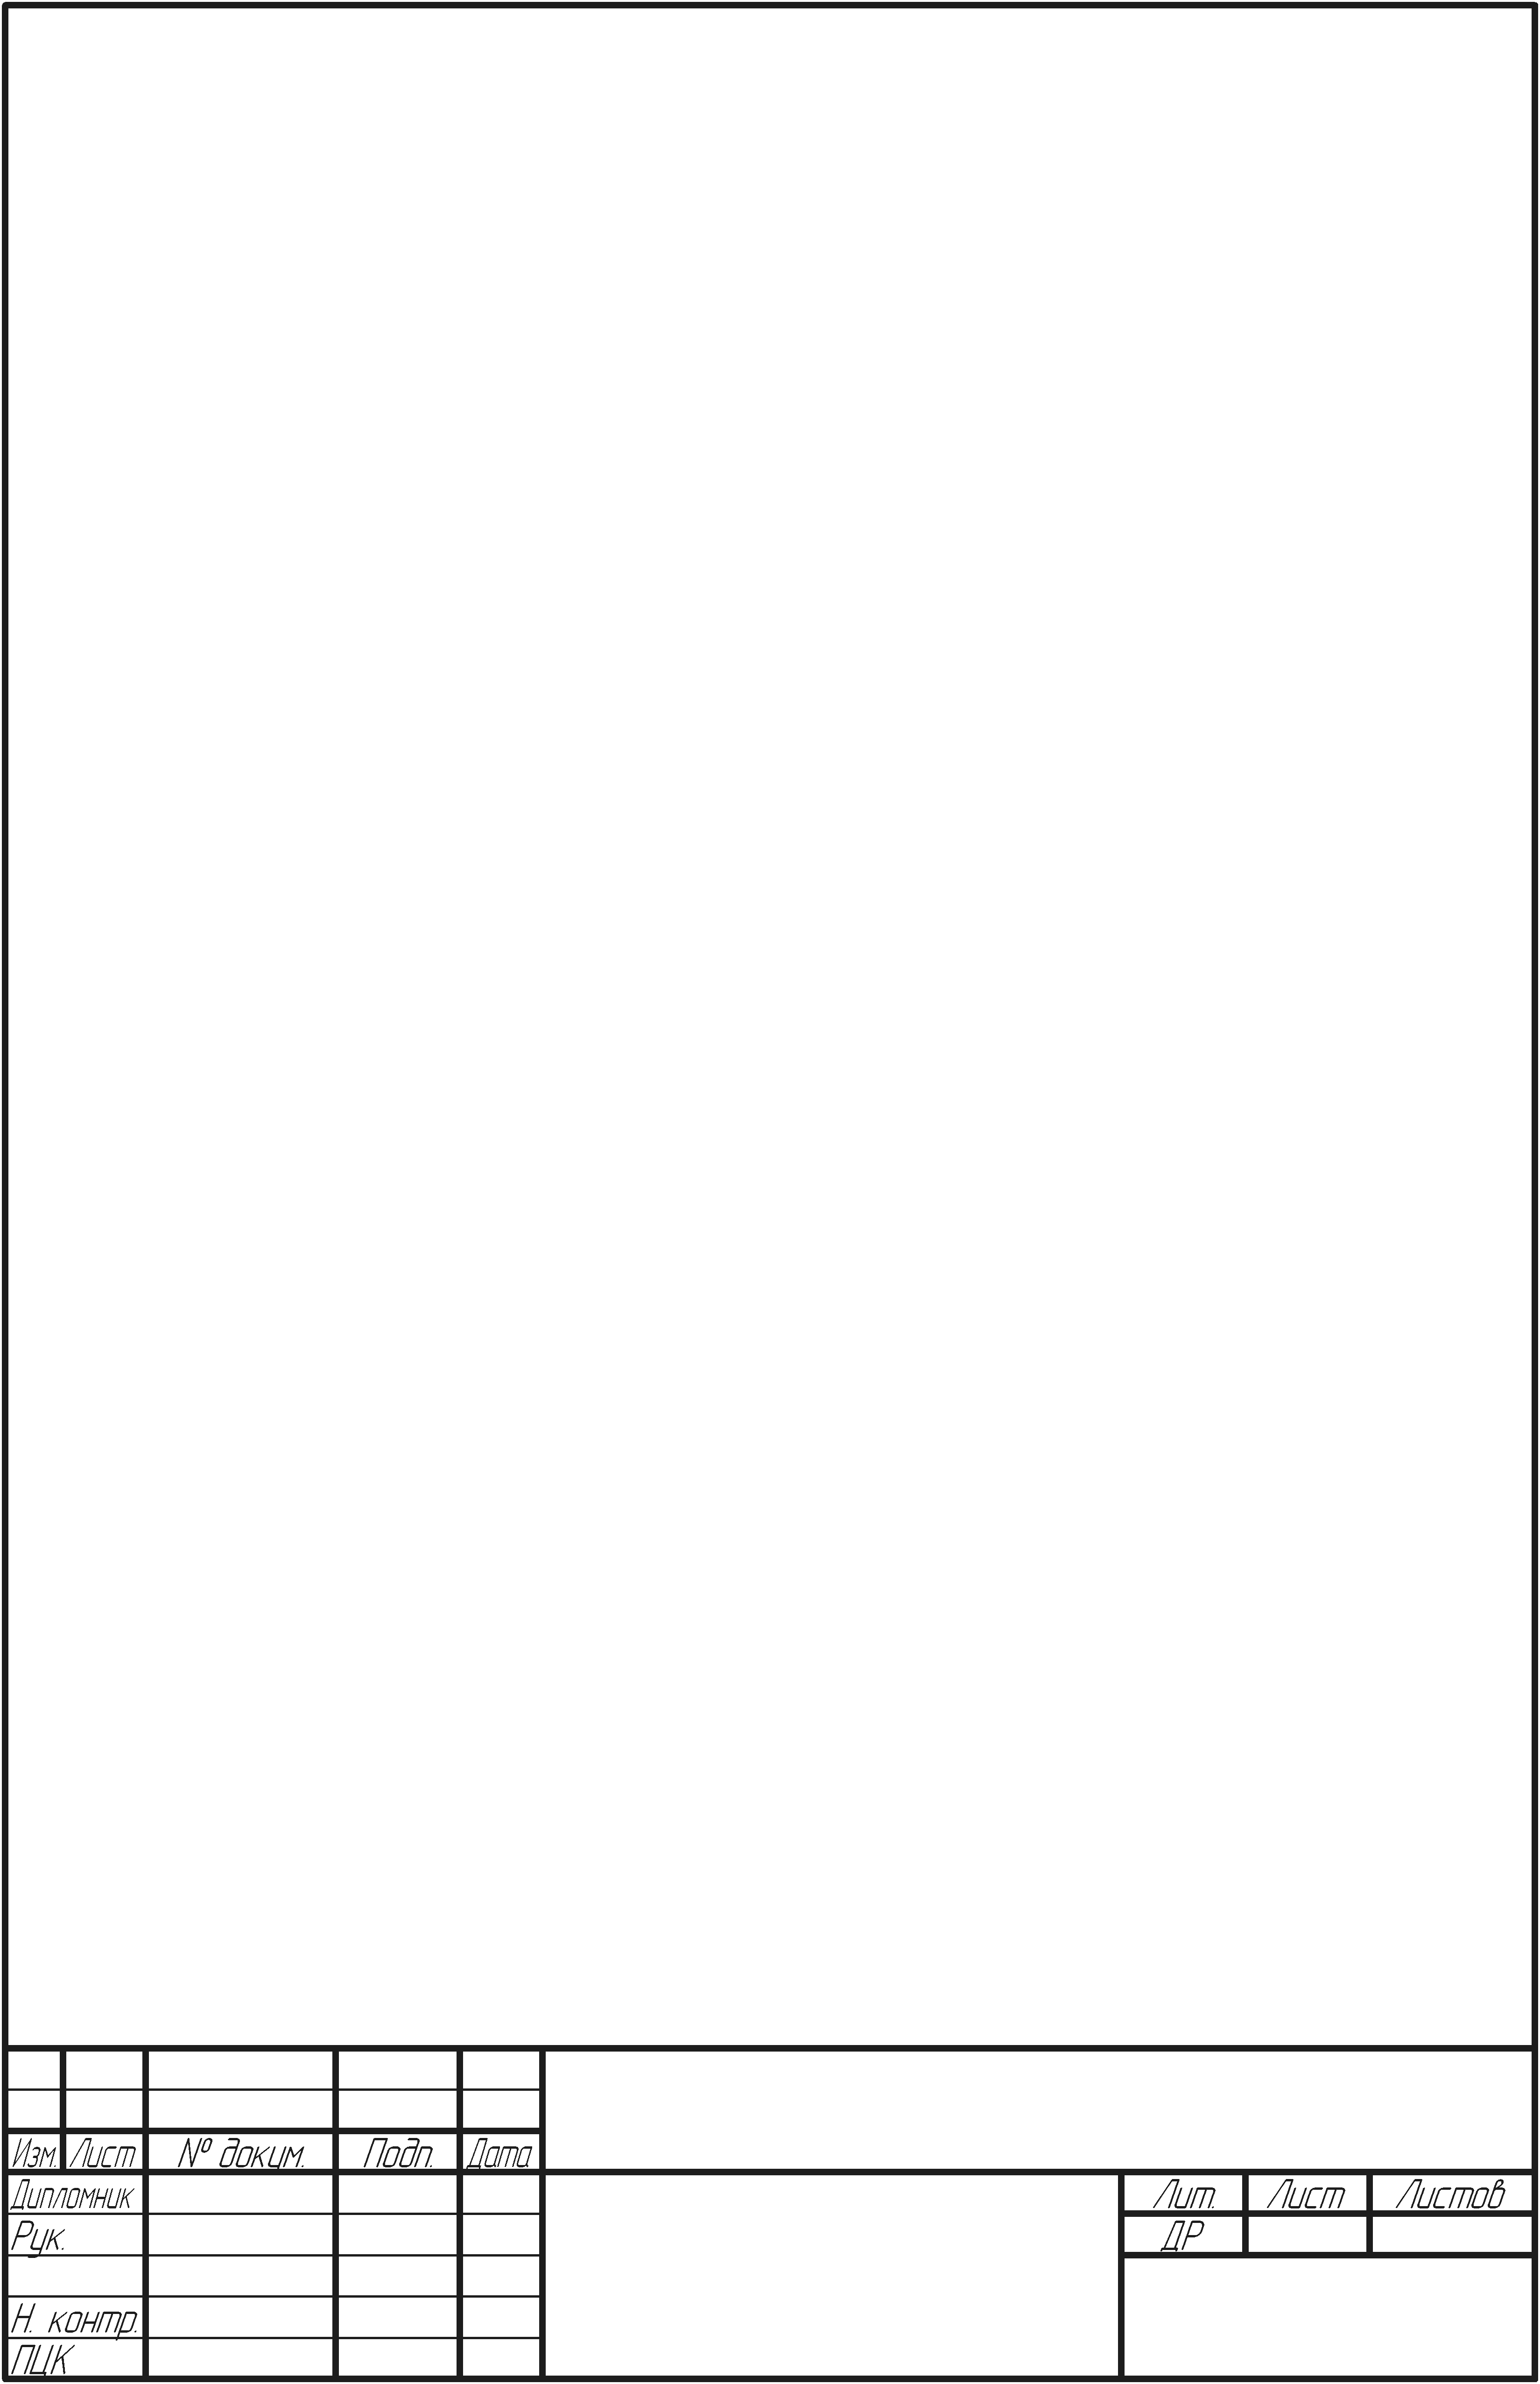 Изм. Лист № докум. Подп. Дата
Дипломник Лит. Лист Листов
Рук. ДР
Н. контр.
ПЦК